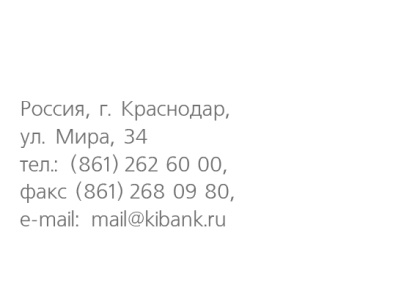 Россия, г. Краснодар,
ул. Мира, 34
тел.: (861) 262 60 00,
факс (861) 268 09 80,
e-mail: mail@kibank.ru